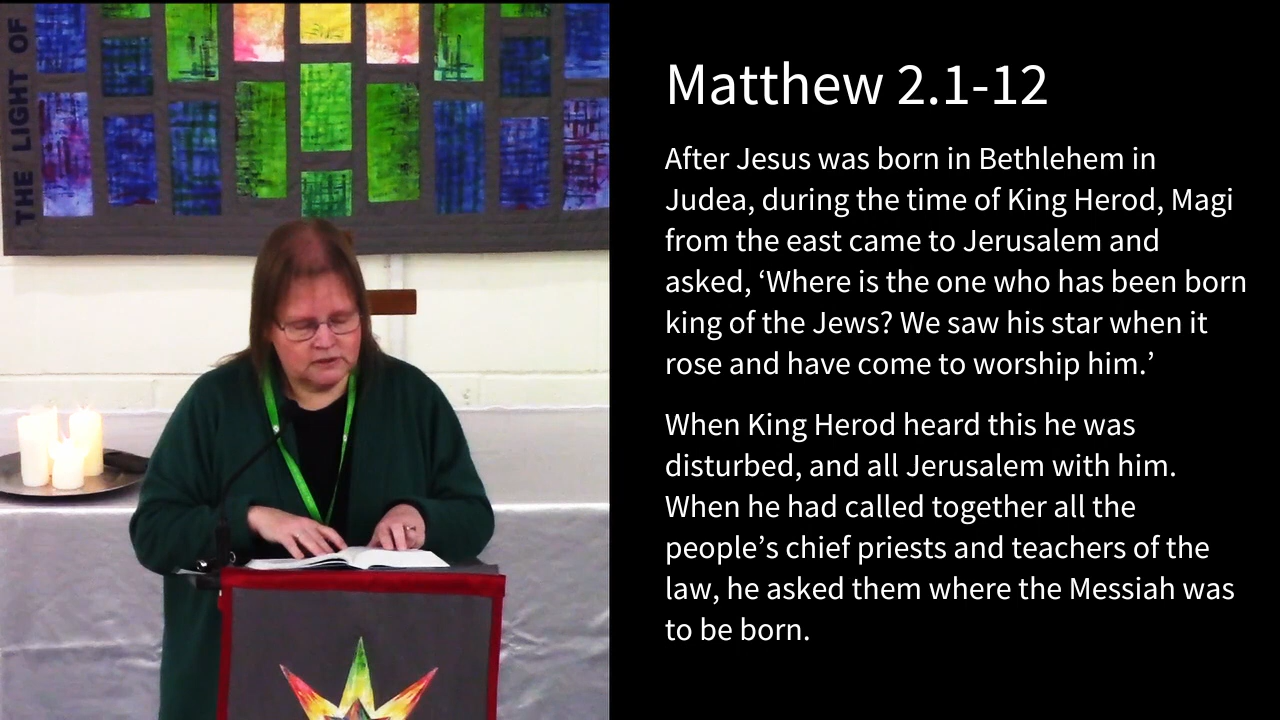 THE LIGHT OF
Matthew 2.1-12
After Jesus was born in Bethlehem in
Judea, during the time of King Herod, Magi
from the east came to Jerusalem and
asked, ‘Where is the one who has been born
king of the Jews? We saw his star when it
rose and have come to worship him.’
When King Herod heard this he was
disturbed, and all Jerusalem with him.
When he had called together all the
people’s chief priests and teachers of the
law, he asked them where the Messiah was
to be born.